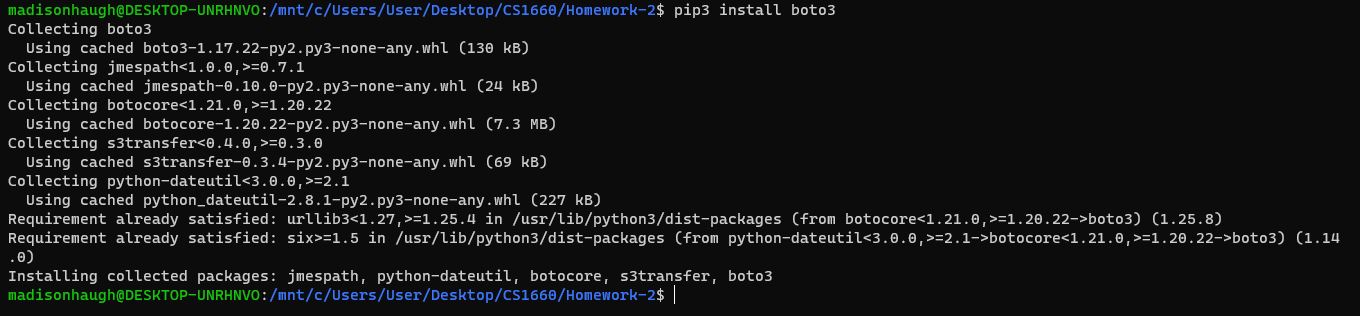 madisonhaugh@DESKTOP-UNRHNVO:/mnt/c/Users/User/Desktop/CS1660/Homework-2$ pip3 install boto3
Collecting boto3
  Using cached boto3-1.17.22-py2.py3-none-any.whl (130 kB)
Collecting jmespath<1.0.0,>=0.7.1
  Using cached jmespath-0.10.0-py2.py3-none-any.whl (24 kB)
Collecting botocore<1.21.0,>=1.20.22
  Using cached botocore-1.20.22-py2.py3-none-any.whl (7.3 MB)
Collecting s3transfer<0.4.0,>=0.3.0
  Using cached s3transfer-0.3.4-py2.py3-none-any.whl (69 kB)
Collecting python-dateutil<3.0.0,>=2.1
  Using cached python_dateutil-2.8.1-py2.py3-none-any.whl (227 kB)
Requirement already satisfied: urllib3<1.27,>=1.25.4 in /usr/lib/python3/dist-packages (from botocore<1.21.0,>=1.20.22->boto3) (1.25.8)
Requirement already satisfied: six>=1.5 in /usr/lib/python3/dist-packages (from python-dateutil<3.0.0,>=2.1->botocore<1.21.0,>=1.20.22->boto3) (1.14
.0)
Installing collected packages: jmespath, python-dateutil, botocore, s3transfer, boto3
madisonhaugh@DESKTOP-UNRHNVO:/mnt/c/Users/User/Desktop/CS1660/Homework-2$